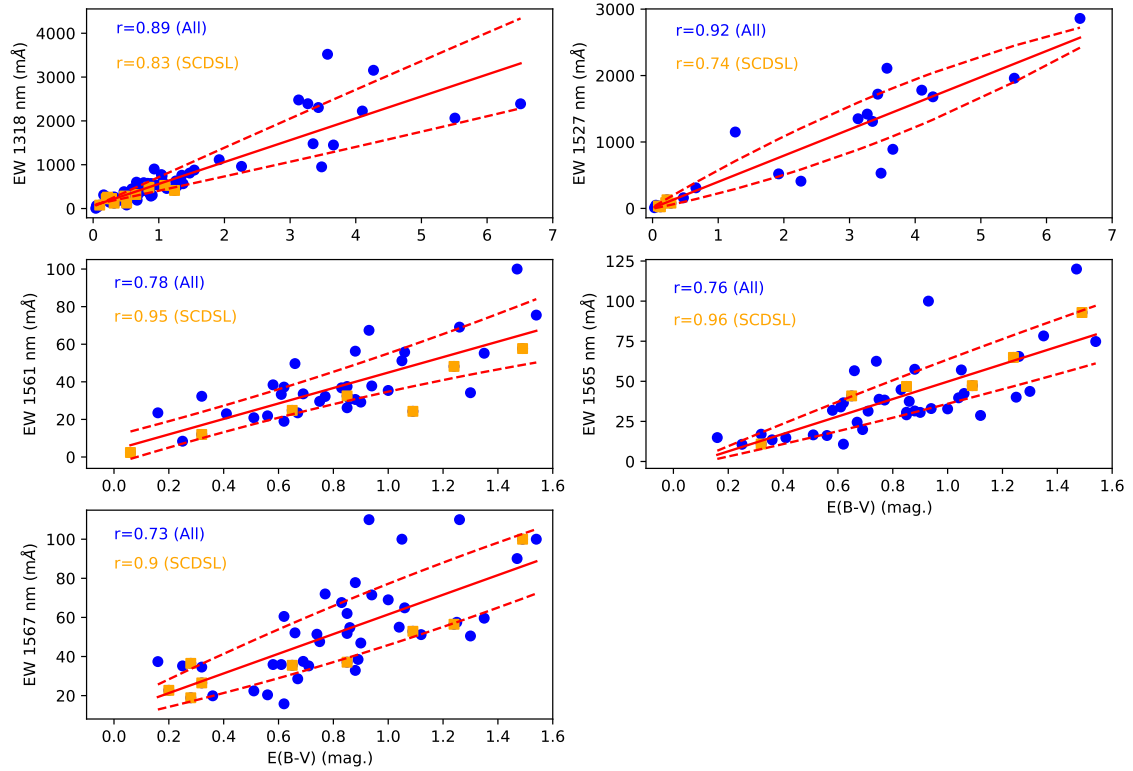 r=0.89 (All)
r=0.83 (SCDSL)
EW 1318 nm (mÅ)
4000
3000
2000
1000
0
0 1 2 3 4 5 6 7
r=0.92 (All)
r=0.74 (SCDSL)
EW 1527 nm (mÅ)
3000
2000
1000
0
0 1 2 3 4 5 6 7
r=0.78 (All)
r=0.95 (SCDSL)
EW 1561 nm (mÅ)
100
80
60
40
20
0
0.0 0.2 0.4 0.6 0.8 1.0 1.2 1.4 1.6
r=0.76 (All)
r=0.96 (SCDSL)
EW 1565 nm (mÅ)
125
100
75
50
25
0
0.0 0.2 0.4 0.6 0.8 1.0 1.2 1.4 1.6
E(B-V) (mag.)
r=0.73 (All)
r=0.9 (SCDSL)
EW 1567 nm (mÅ)
100
80
60
40
20
0.0 0.2 0.4 0.6 0.8 1.0 1.2 1.4 1.6
E(B-V) (mag.)